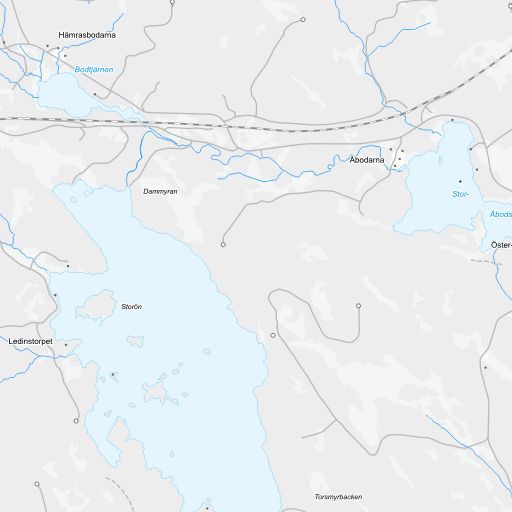 Hämrasbodarna
Bodtjärnen
Åbodarna
Dammyran
Stor-
Åbods
Öster-
Storön
Ledinstorpet
Torsmyrbacken